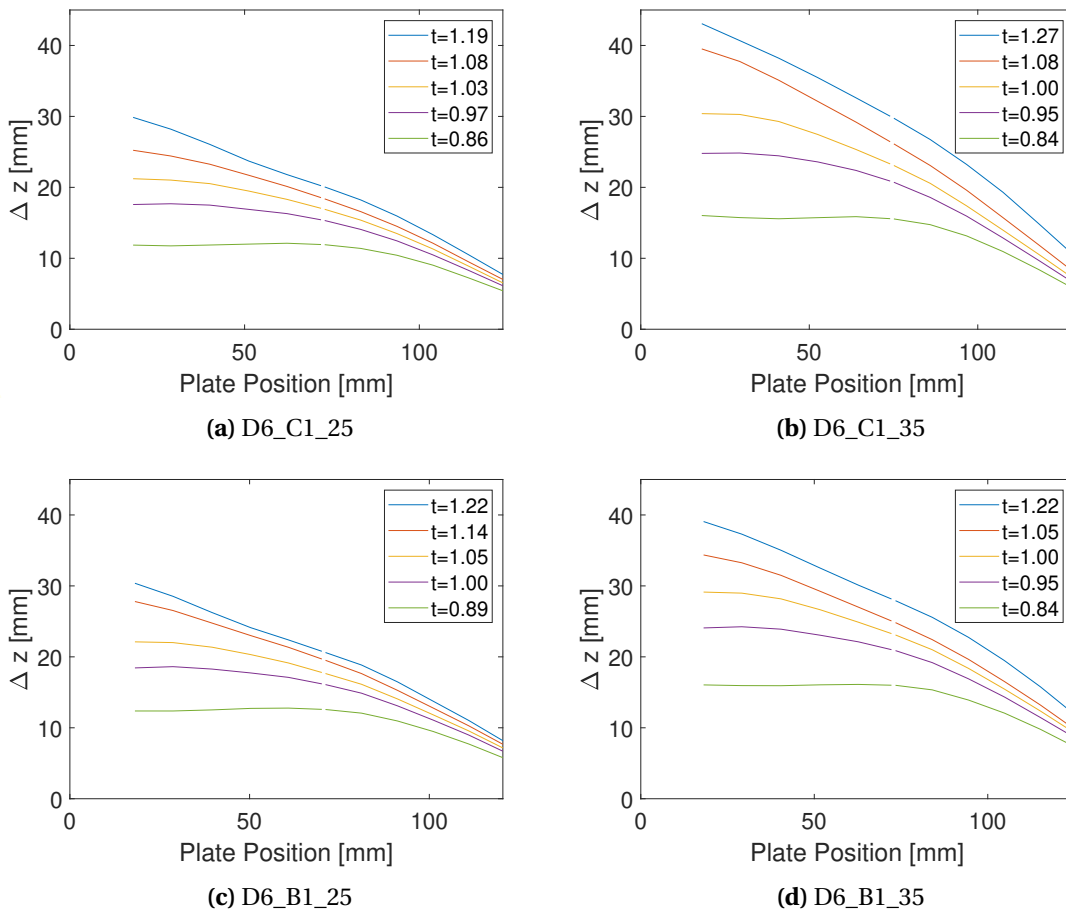 40
30
20
10
0
Δ z [mm]
0 50 100
Plate Position [mm]
t=1.19
t=1.08
t=1.03
t=0.97
t=0.86
(a) D6_C1_25
40
30
20
10
0
Δ z [mm]
0 50 100
Plate Position [mm]
t=1.27
t=1.08
t=1.00
t=0.95
t=0.84
(b) D6_C1_35
40
30
20
10
0
Δ z [mm]
0 50 100
Plate Position [mm]
t=1.22
t=1.14
t=1.05
t=1.00
t=0.89
(c) D6_B1_25
40
30
20
10
0
Δ z [mm]
0 50 100
Plate Position [mm]
t=1.22
t=1.05
t=1.00
t=0.95
t=0.84
(d) D6_B1_35